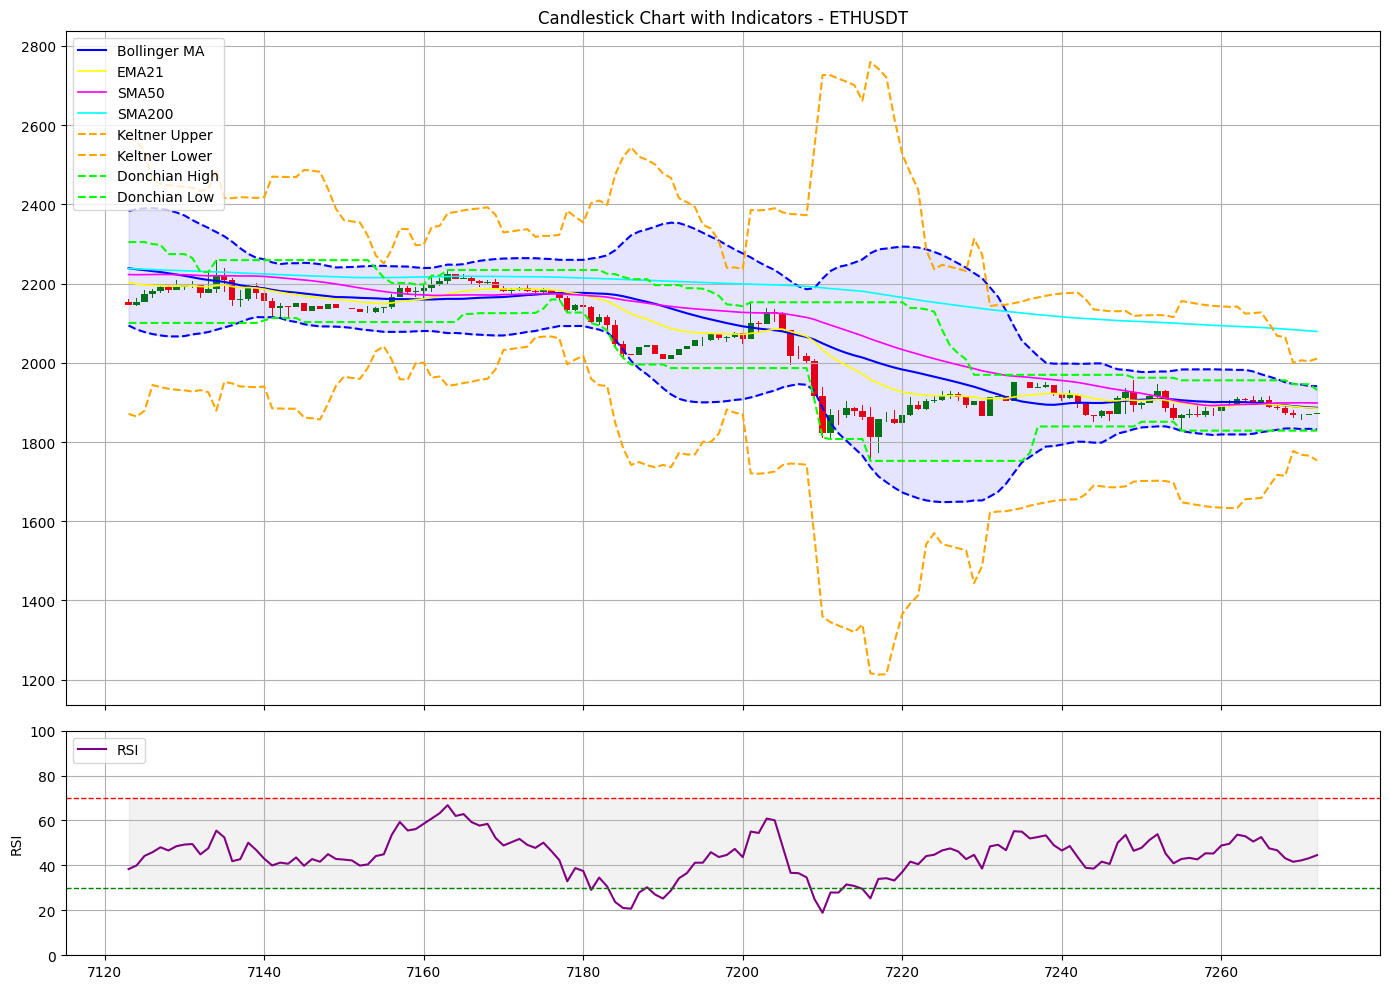 Candlestick Chart with Indicators - ETHUSDT
2800
2600
2400
2200
2000
1800
1600
1400
1200
Bollinger MA
EMA21
SMA50
SMA200
Keltner Upper
Keltner Lower
Donchian High
Donchian Low
RSI
100
80
60
40
20
0
RSI
7120 7140 7160 7180 7200 7220 7240 7260